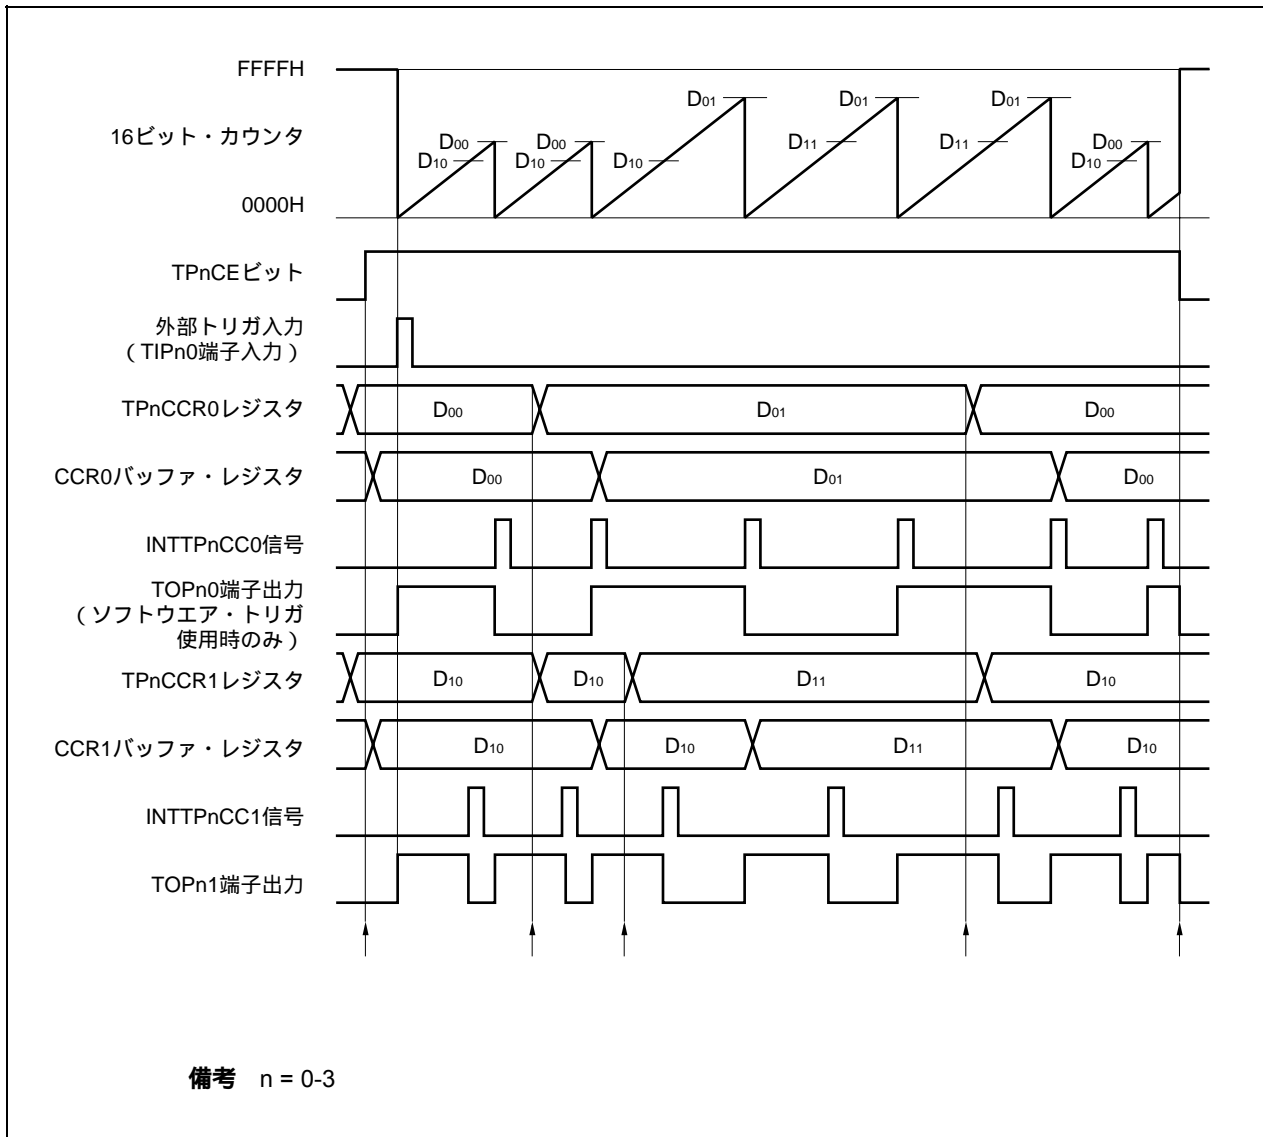 FFFFH
D01 D01 D01
16ビット・カウンタ
D00 D00 D11 D11 D00
D10 D10 D10 D10
0000H
TPnCEビット
外部トリガ入力
（TIPn0端子入力）
TPnCCR0レジスタ D00 D01 D00
CCR0バッファ・レジスタ D00 D01 D00
INTTPnCC0信号
TOPn0端子出力
（ソフトウエア・トリガ
使用時のみ）
TPnCCR1レジスタ D10 D10 D11 D10
CCR1バッファ・レジスタ D10 D10 D11 D10
INTTPnCC1信号
TOPn1端子出力
備考 n = 0-3